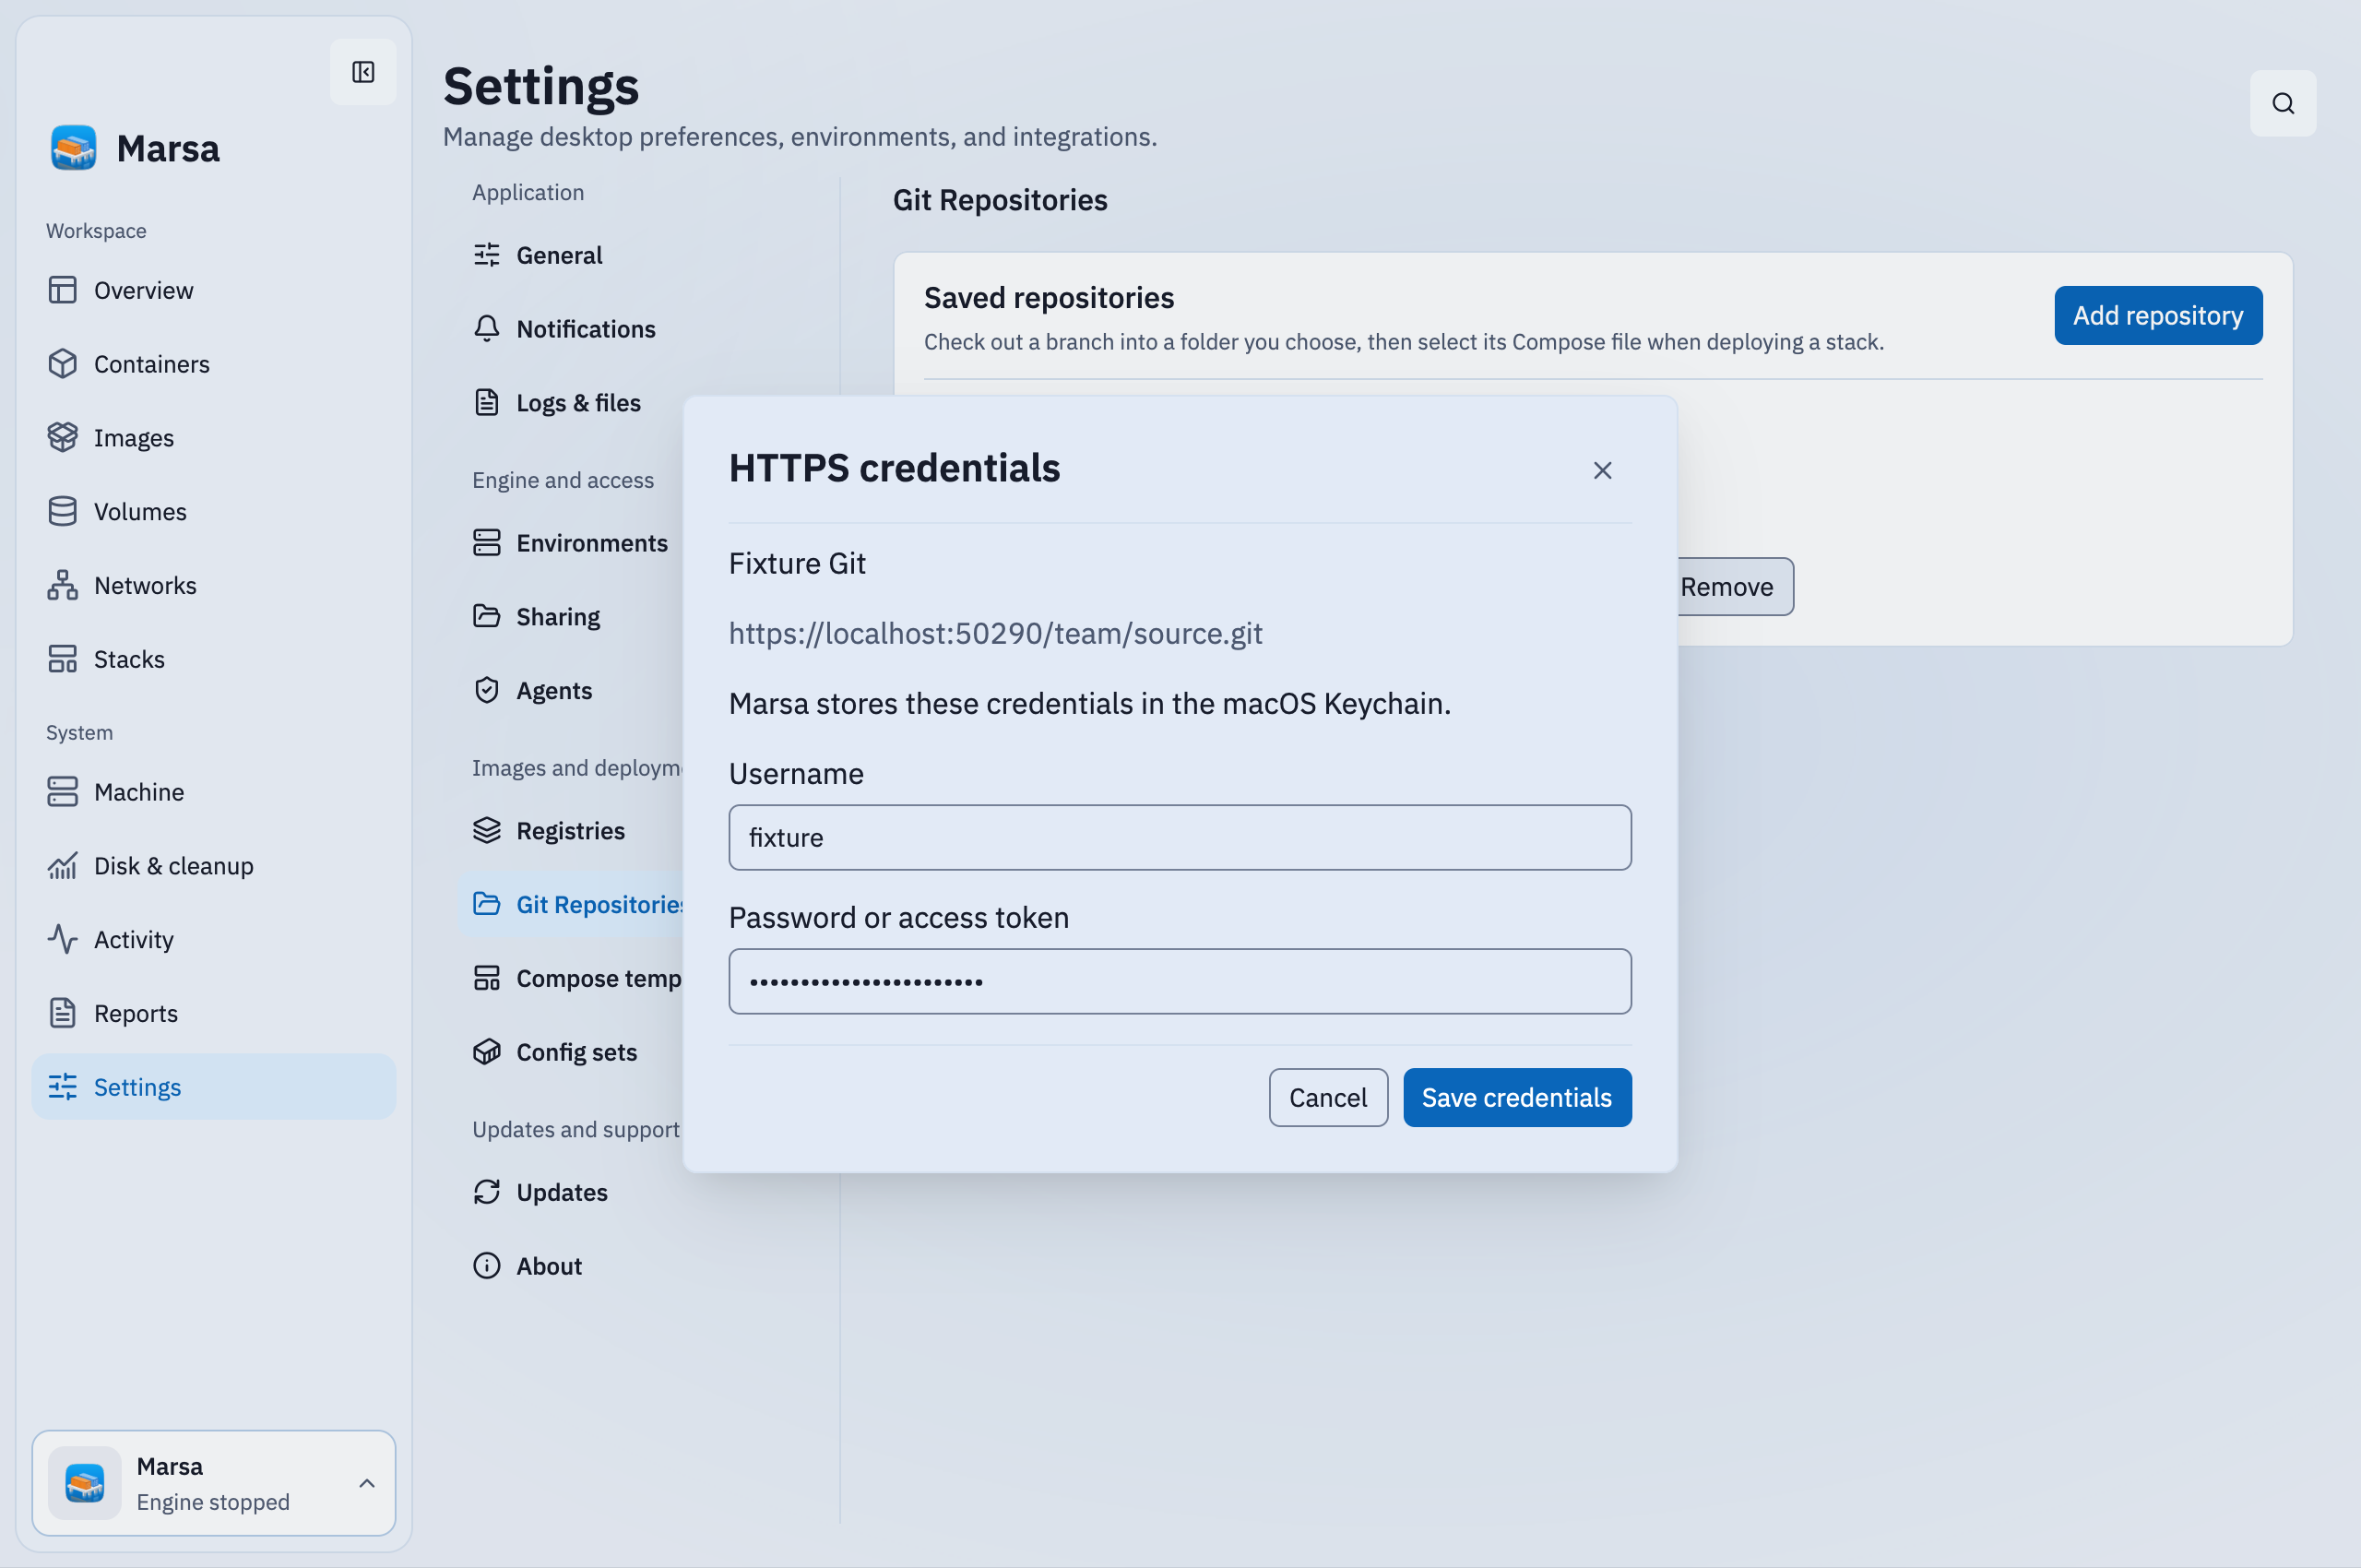 Marsa
Workspace
Overview
Containers
Images
Volumes
Networks
Stacks
System
Machine
Disk & cleanup
Activity
Reports
Settings
Marsa
Engine stopped
Settings
Manage desktop preferences, environments, and integrations.
Application
General
Notifications
Logs & files
Engine and access
Environments
Sharing
Agents
Images and deployme
Registries
Git Repositories
Compose temp
Config sets
Updates and support
Updates
About
Git Repositories
Saved repositories
Check out a branch into a folder you choose, then select its Compose file when deploying a stack.
Add repository
Remove
HTTPS credentials
Fixture Git
https://localhost:50290/team/source.git
Marsa stores these credentials in the macOS Keychain.
Username
fixture
Password or access token
•••••••••••••••••••••••
Cancel
Save credentials